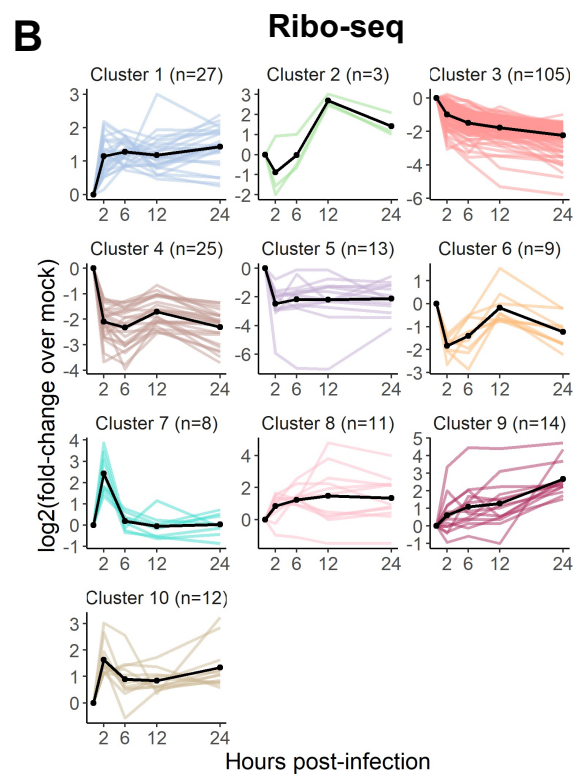 B
Ribo-seq
Cluster 1 (n=27)
Cluster 2 (n=3)
Cluster 3 (n=105)
3
2
1
0
2 6 12 24
3
2
1
0
-1
-2
2 6 12 24
0
-2
-4
-6
2 6 12 24
Cluster 4 (n=25)
Cluster 5 (n=13)
Cluster 6 (n=9)
0
-1
-2
-3
-4
2 6 12 24
0
-2
-4
-6
2 6 12 24
1
0
-1
-2
-3
2 6 12 24
Cluster 7 (n=8)
Cluster 8 (n=11)
Cluster 9 (n=14)
4
3
2
1
0
-1
2 6 12 24
4
2
0
2 6 12 24
5
4
3
2
1
0
-1
2 6 12 24
Cluster 10 (n=12)
3
2
1
0
2 6 12 24
log2(fold-change over mock)
Hours post-infection